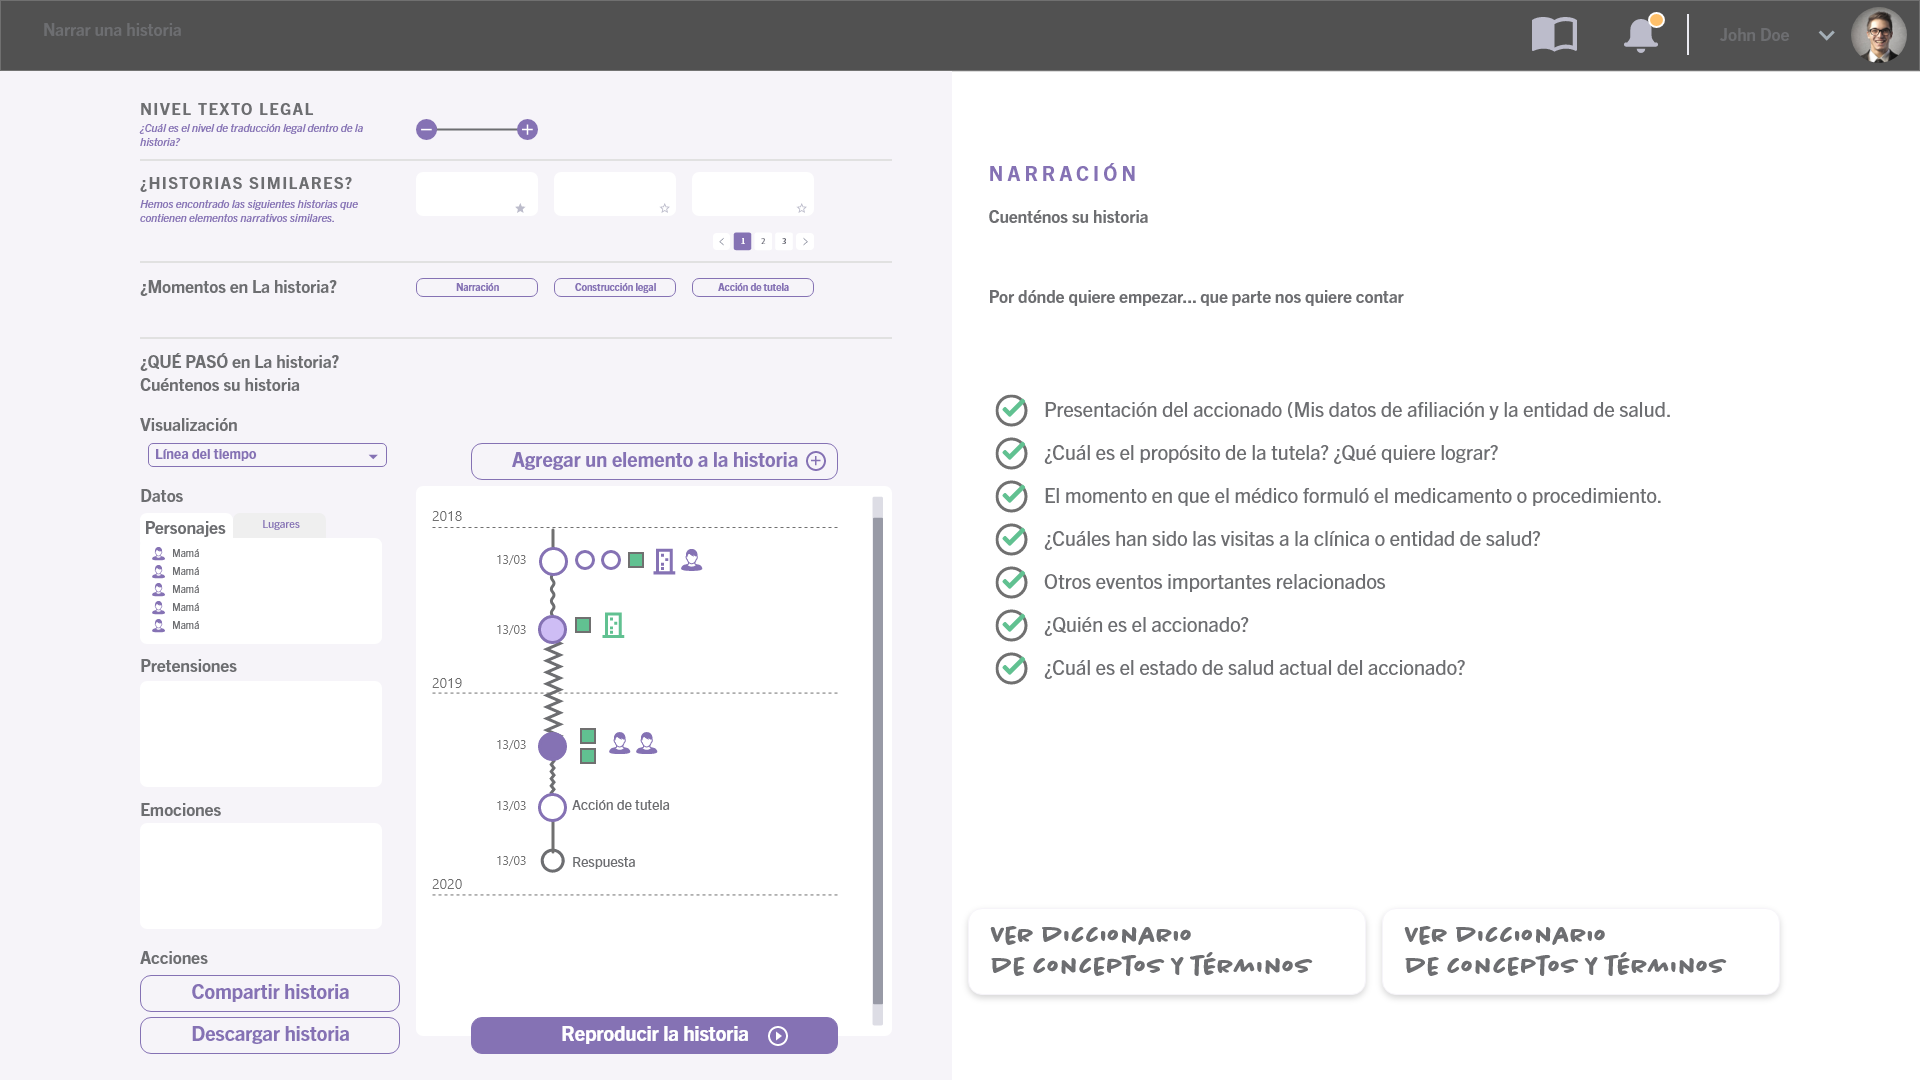 Narrar una historia
John Doe
NIVEL TEXTO LEGAL
¿Cuál es el nivel de traducción legal dentro de la
historia?
¿HISTORIAS SIMILARES?
Hemos encontrado las siguientes historias que
contienen elementos narrativos similares.
1 2 3
¿Momentos en La historia?
Narración
Construcción legal
Acción de tutela
¿QUÉ PASÓ en La historia?
Cuéntenos su historia
Visualización
Línea del tiempo
Datos
Personajes
Lugares
Mamá
Mamá
Mamá
Mamá
Mamá
Pretensiones
Emociones
Acciones
Compartir historia
Descargar historia
Agregar un elemento a la historia
2018
13/03
13/03
2019
13/03
13/03 Acción de tutela
13/03 Respuesta
2020
Reproducir la historia
NARRACIÓN
Cuenténos su historia
Por dónde quiere empezar... que parte nos quiere contar
Presentación del accionado (Mis datos de afiliación y la entidad de salud.
¿Cuál es el propósito de la tutela? ¿Qué quiere lograr?
El momento en que el médico formuló el medicamento o procedimiento.
¿Cuáles han sido las visitas a la clínica o entidad de salud?
Otros eventos importantes relacionados
¿Quién es el accionado?
¿Cuál es el estado de salud actual del accionado?
VER DICCIONARIO
DE CONCEPTOS Y TÉRMINOS
VER DICCIONARIO
DE CONCEPTOS Y TÉRMINOS